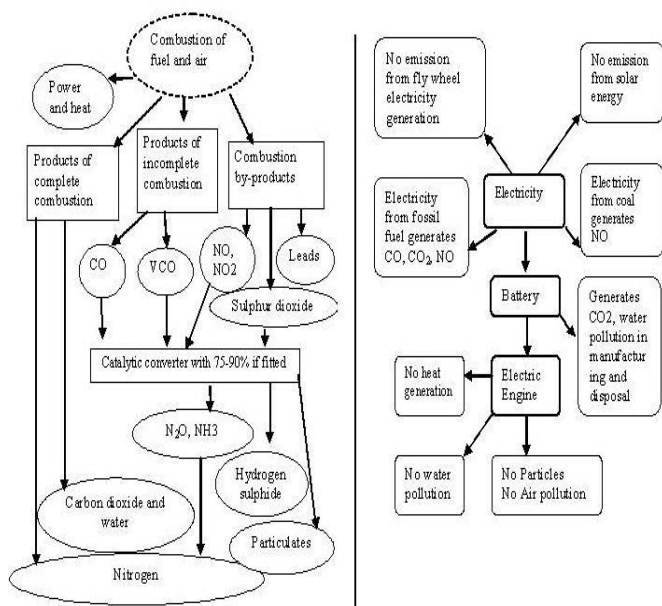 Combustion of
fuel and air
Power
and heat
Products of
complete
combustion
Products of
incomplete
combustion
Combustion
by-products
CO
VCO
NO,
NO2
Leads
Sulphur dioxide
Catalytic converter with 75-90% if fitted
N₂O, NH3
Hydrogen
sulphide
Carbon dioxide and
water
Particulates
Nitrogen
No emission
from fly wheel
electricity
generation
No emission
from solar
energy
Electricity
Electricity
from fossil
fuel generates
CO, CO₂, NO
Electricity
from coal
generates
NO
Battery
Generates
CO2, water
pollution in
manufactur
ing and
disposal
No heat
generation
Electric
Engine
No water
pollution
No Particles
No Air pollution